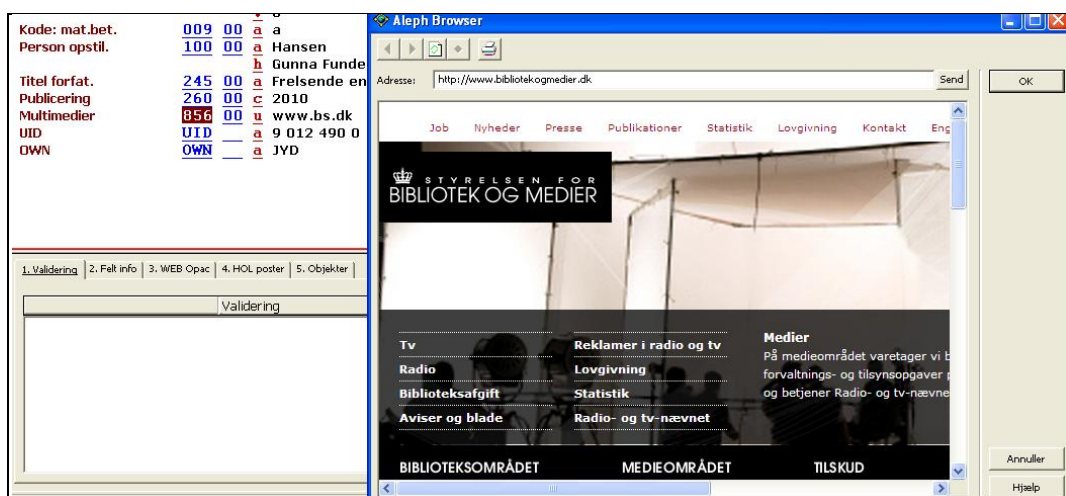 Kode: mat.bet. 009 00 a a
Person opstil. 100 00 a Hansen
h Gunna Funde
Titel forfat. 245 00 a Frelsende en
Publicering 260 00 c 2010
Multimedier 856 00 u www.bs.dk
UID UID a 9 012 490 0
OWN OWN a JYD
1. Validering 2. Felt info 3. WEB Opac 4. HOL poster 5. Objekter
Validering
Aleph Browser
Adresse: http://www.bibliotekogmedier.dk Send
Job Nyheder Presse Publikationer Statistik Lovgivning Kontakt Eng
STYRELSEN FOR
BIBLIOTEK OG MEDIER
Tv
Radio
Biblioteksafgift
Aviser og blade
Reklamer i radio og tv
Lovgivning
Statistik
Radio- og tv-nævnet
Medier
På medieområdet varetager vi b
forvaltnings- og tilsynsopgaver p
og betjener Radio- og tv-nævne
BIBLIOTEKSOMRÅDET MEDIEOMRÅDET TILSKUD
OK
Annuller
Hjælp